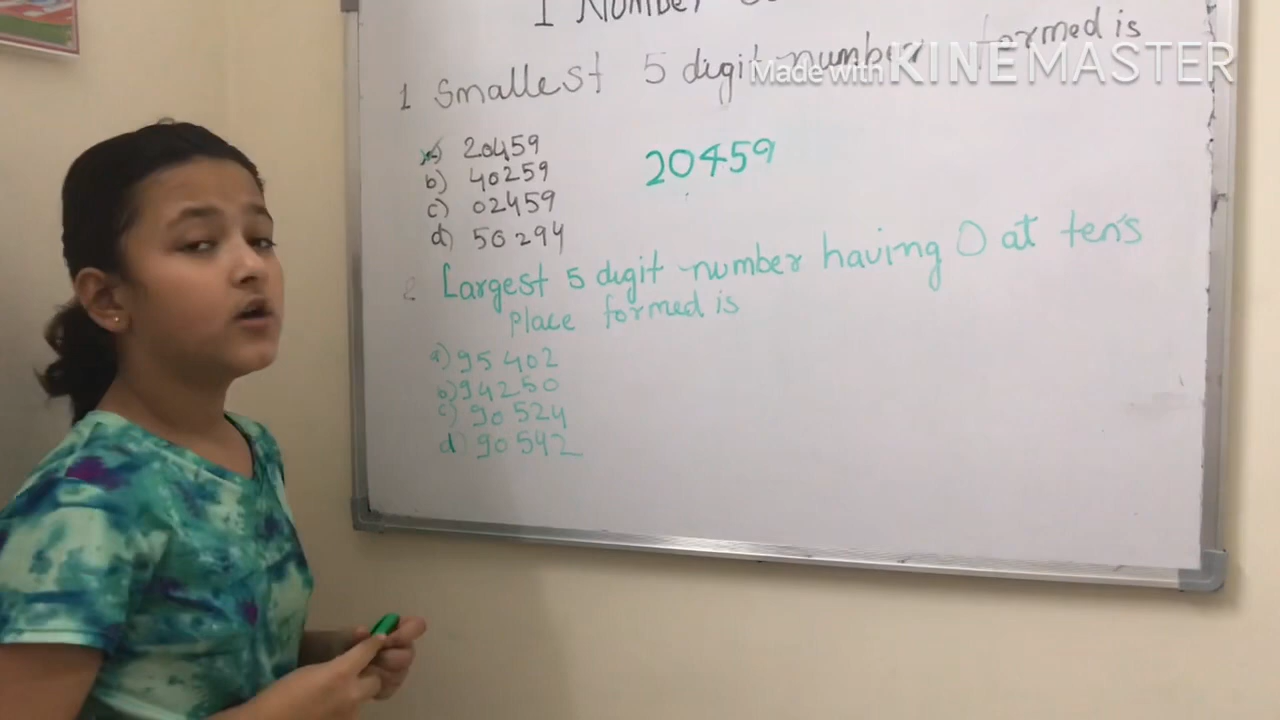 I Number
1 Smallest 5 digit number formed is
Made with KINEMASTER
a) 20459
b) 40259
c) 02459
d) 50294
20459
2 Largest 5 digit number having 0 at ten's
place formed is
a) 95402
b) 94250
c) 90524
d) 90542